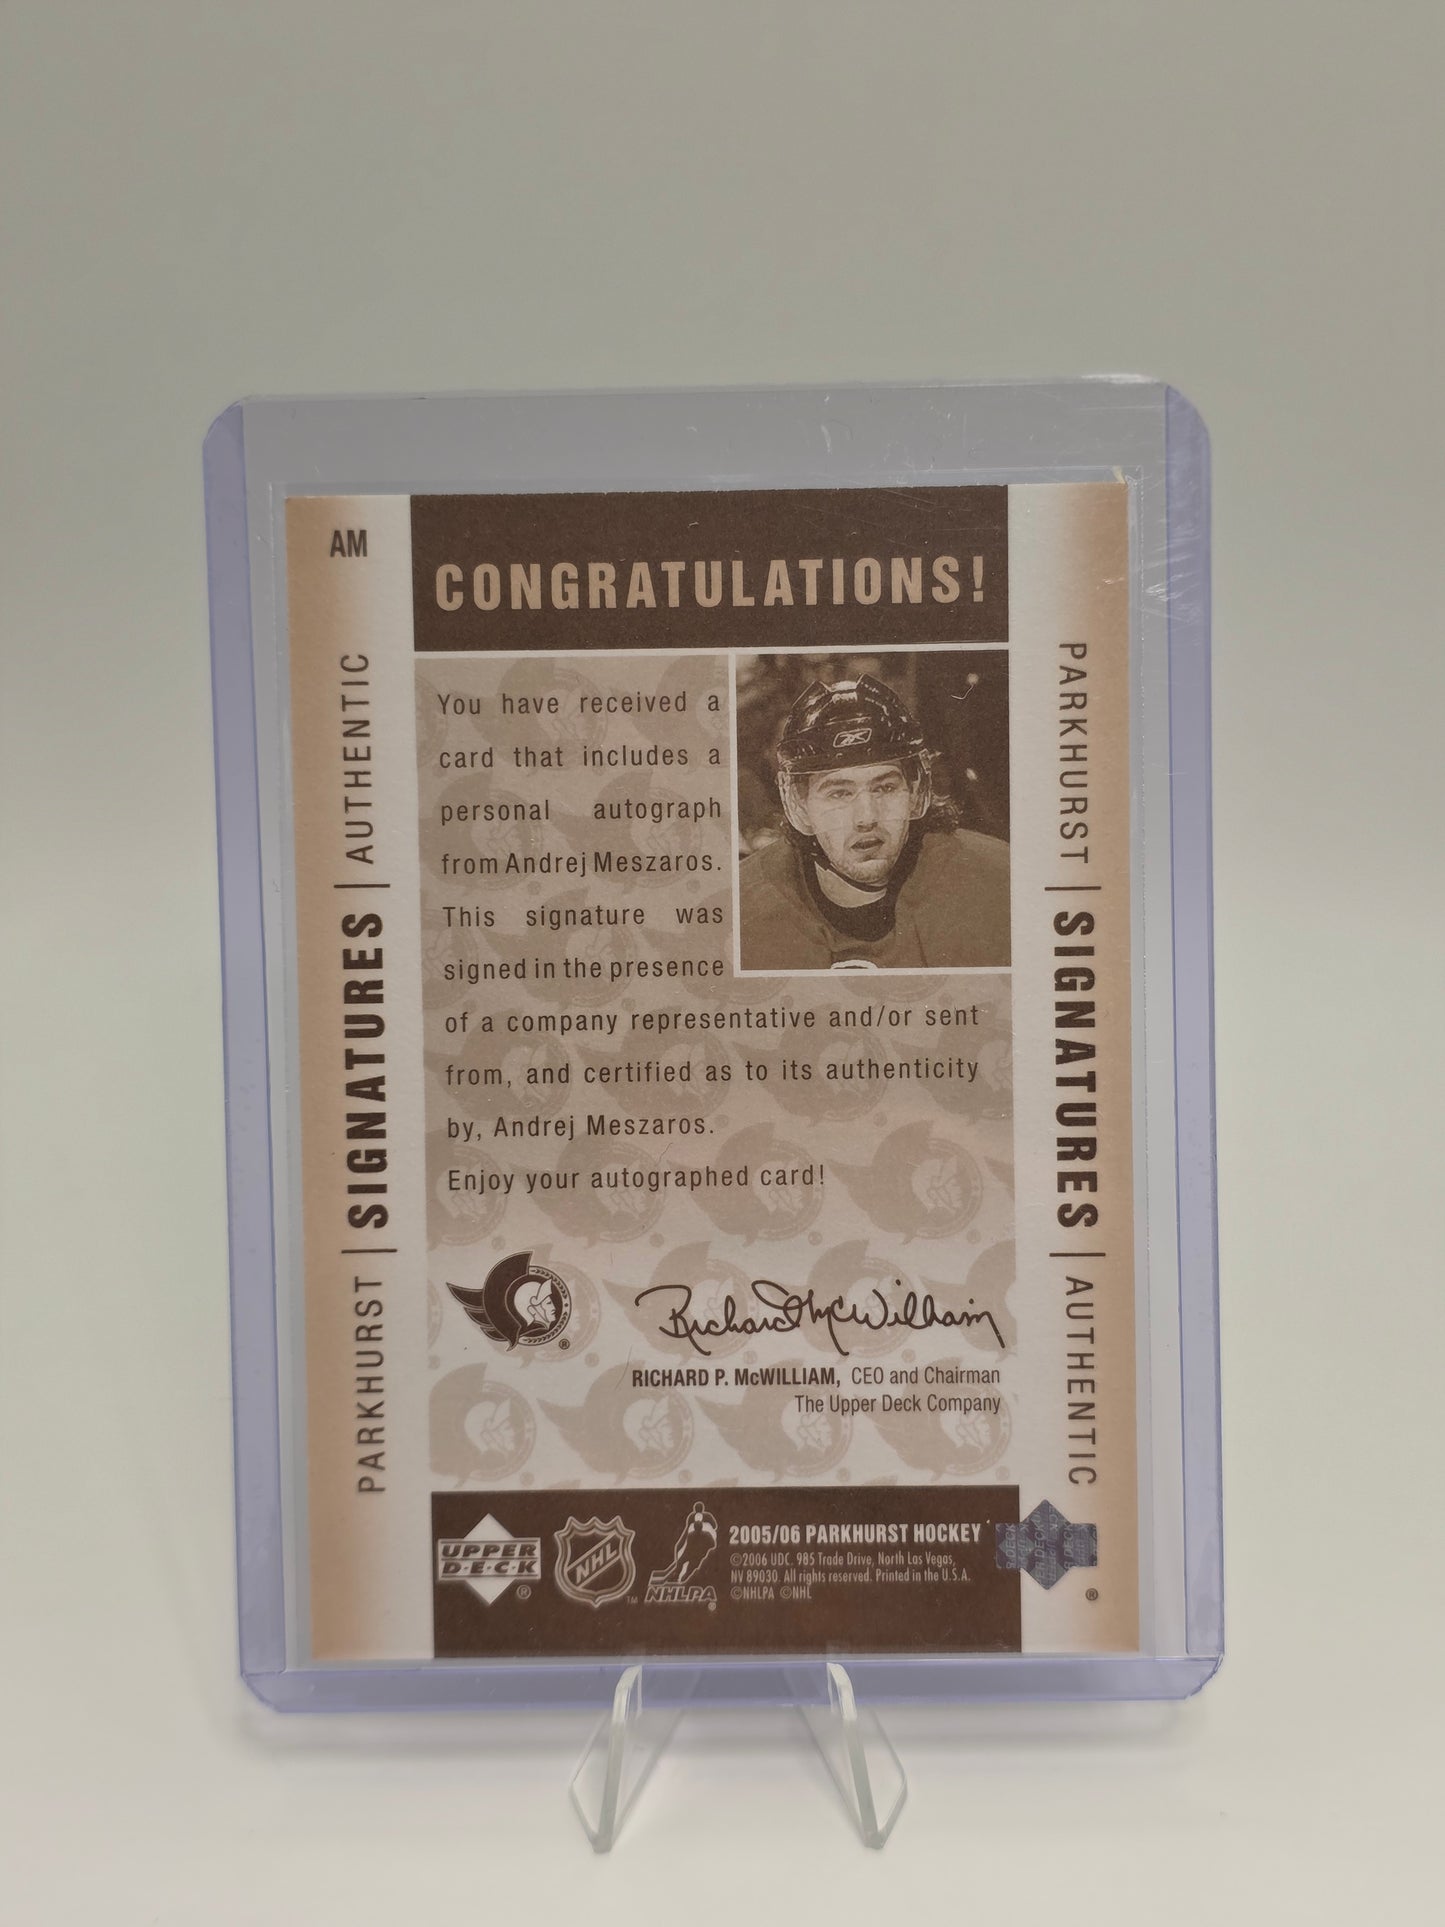 AM
CONGRATULATIONS!
You have received a
card that includes a
personal autograph
from Andrej Meszaros.
This signature was
signed in the presence
of a company representative and/or sent
from, and certified as to its authenticity
by, Andrej Meszaros.
Enjoy your autographed card!
PARKHURST | SIGNATURES | AUTHENTIC
PARKHURST | SIGNATURES | AUTHENTIC
Richard P McWilliam
RICHARD P. McWILLIAM, CEO and Chairman
The Upper Deck Company
UPPER
D·E·C·K
®
NHL
™
NHLPA
®
2005/06 PARKHURST HOCKEY
©2006 UDC. 985 Trade Drive, North Las Vegas,
NV 89030. All rights reserved. Printed in the U.S.A.
©NHLPA ©NHL
®